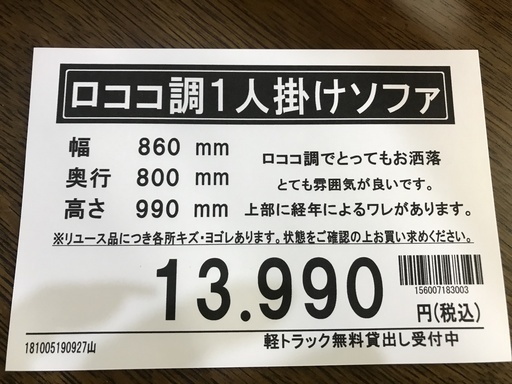 ロココ調1人掛けソファ
幅 860 mm
奥行 800 mm
高さ 990 mm
ロココ調でとってもお洒落
とても雰囲気が良いです。
上部に経年によるワレがあります。
※リユース品につき各所キズ・ヨゴレあります。状態をご確認の上お買い求めください。
13.990 円(税込)
156007183003
軽トラック無料貸出し受付中
181005190927山